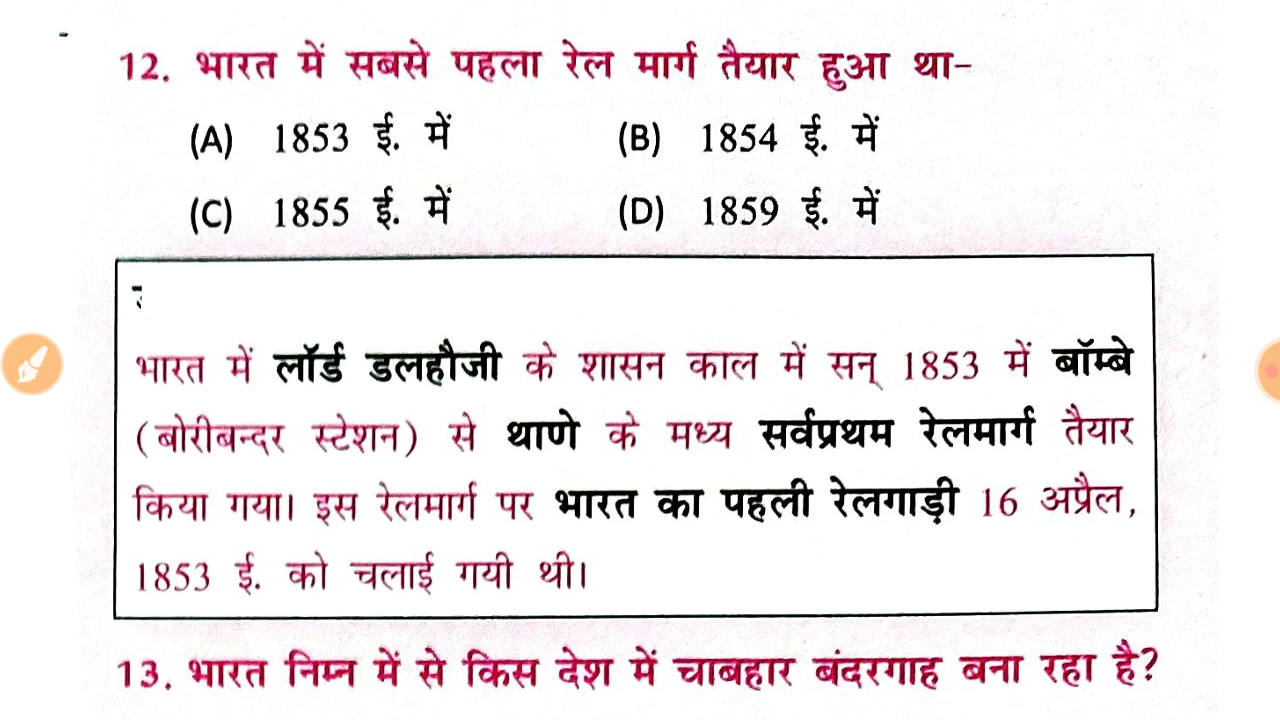 12. भारत में सबसे पहला रेल मार्ग तैयार हुआ था-
(A) 1853 ई. में (B) 1854 ई. में
(C) 1855 ई. में (D) 1859 ई. में
भारत में लॉर्ड डलहौजी के शासन काल में सन् 1853 में बॉम्बे
(बोरीबन्दर स्टेशन) से थाणे के मध्य सर्वप्रथम रेलमार्ग तैयार
किया गया। इस रेलमार्ग पर भारत का पहली रेलगाड़ी 16 अप्रैल,
1853 ई. को चलाई गयी थी।
13. भारत निम्न में से किस देश में चाबहार बंदरगाह बना रहा है?